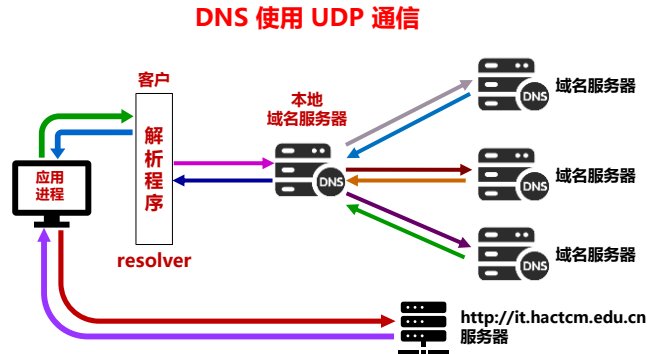 DNS 使用 UDP 通信
客户
解析程序
resolver
应用
进程
本地
域名服务器
DNS
DNS
域名服务器
DNS
域名服务器
DNS
域名服务器
http://it.hactcm.edu.cn
服务器